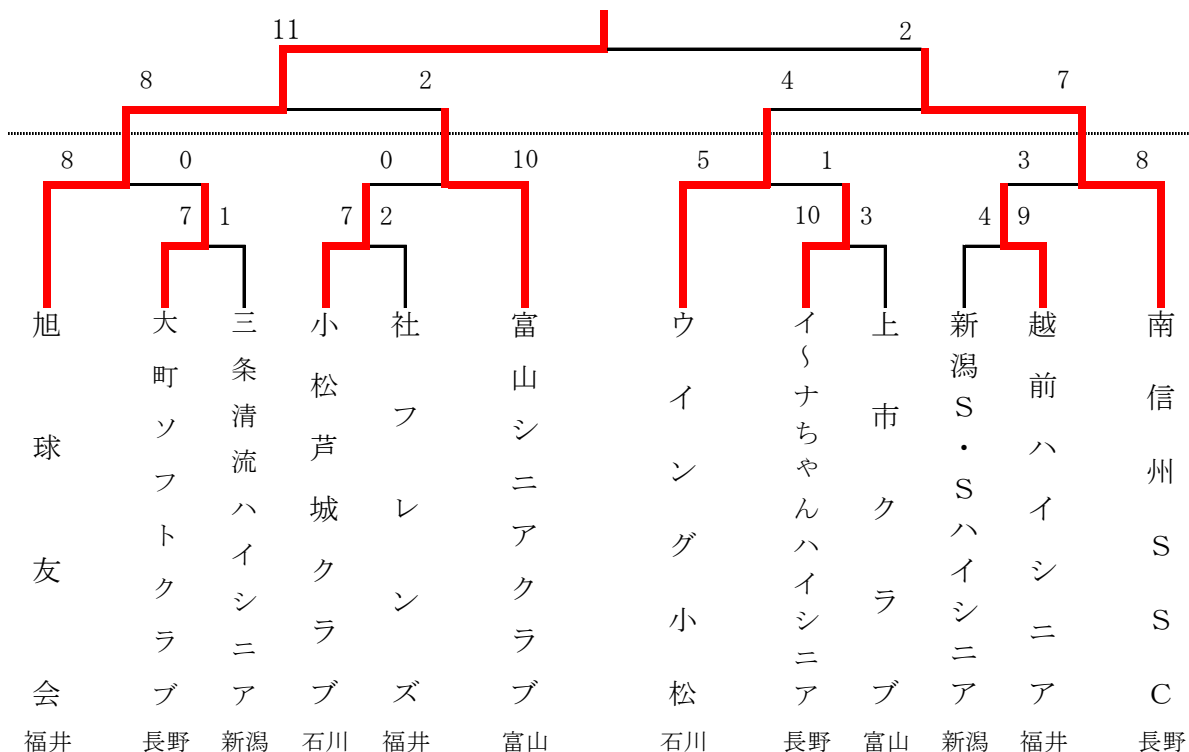 11 2
8 2 4 7
8 0 0 10 5 1 3 8
7 1 7 2 10 3 4 9
旭球友会
大町ソフトクラブ
三条清流ハイシニア
小松芦城クラブ
社フレンズ
富山シニアクラブ
ウイング小松
イ～ナちゃんハイシニア
上市クラブ
新潟Ｓ・Ｓハイシニア
越前ハイシニア
南信州ＳＳＣ
福井 長野 新潟 石川 福井 富山 石川 長野 富山 新潟 福井 長野